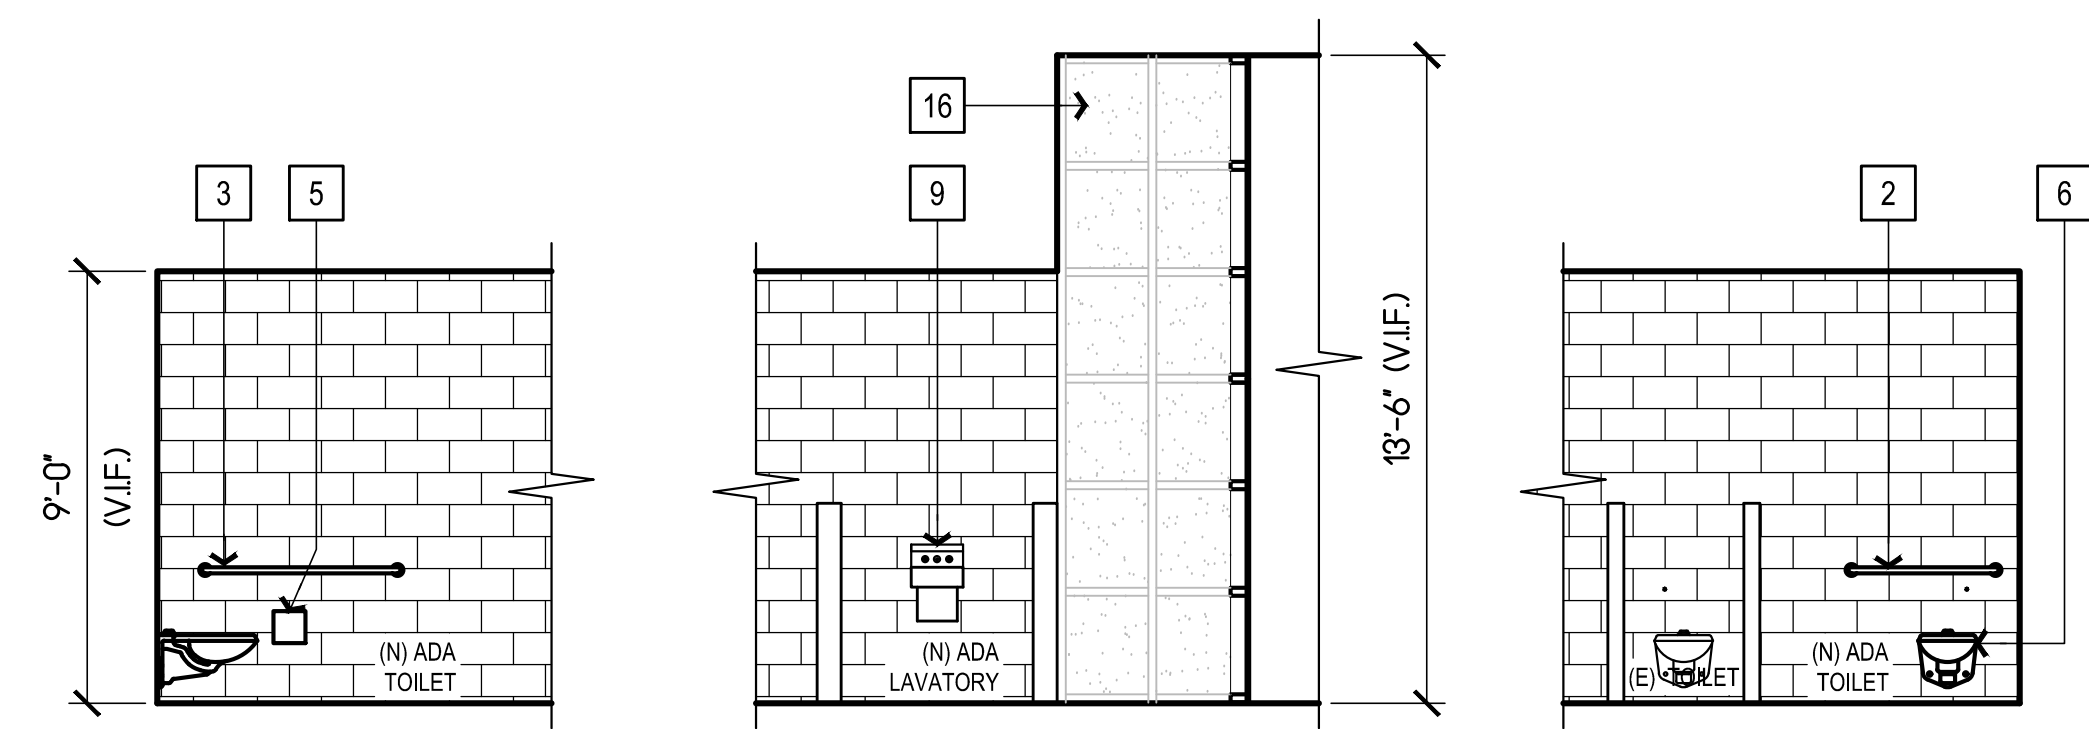 3
5
9'-0"
(V.I.F.)
(N) ADA
TOILET
16
9
(N) ADA
LAVATORY
13'-6" (V.I.F.)
2
6
(E) TOILET
(N) ADA
TOILET